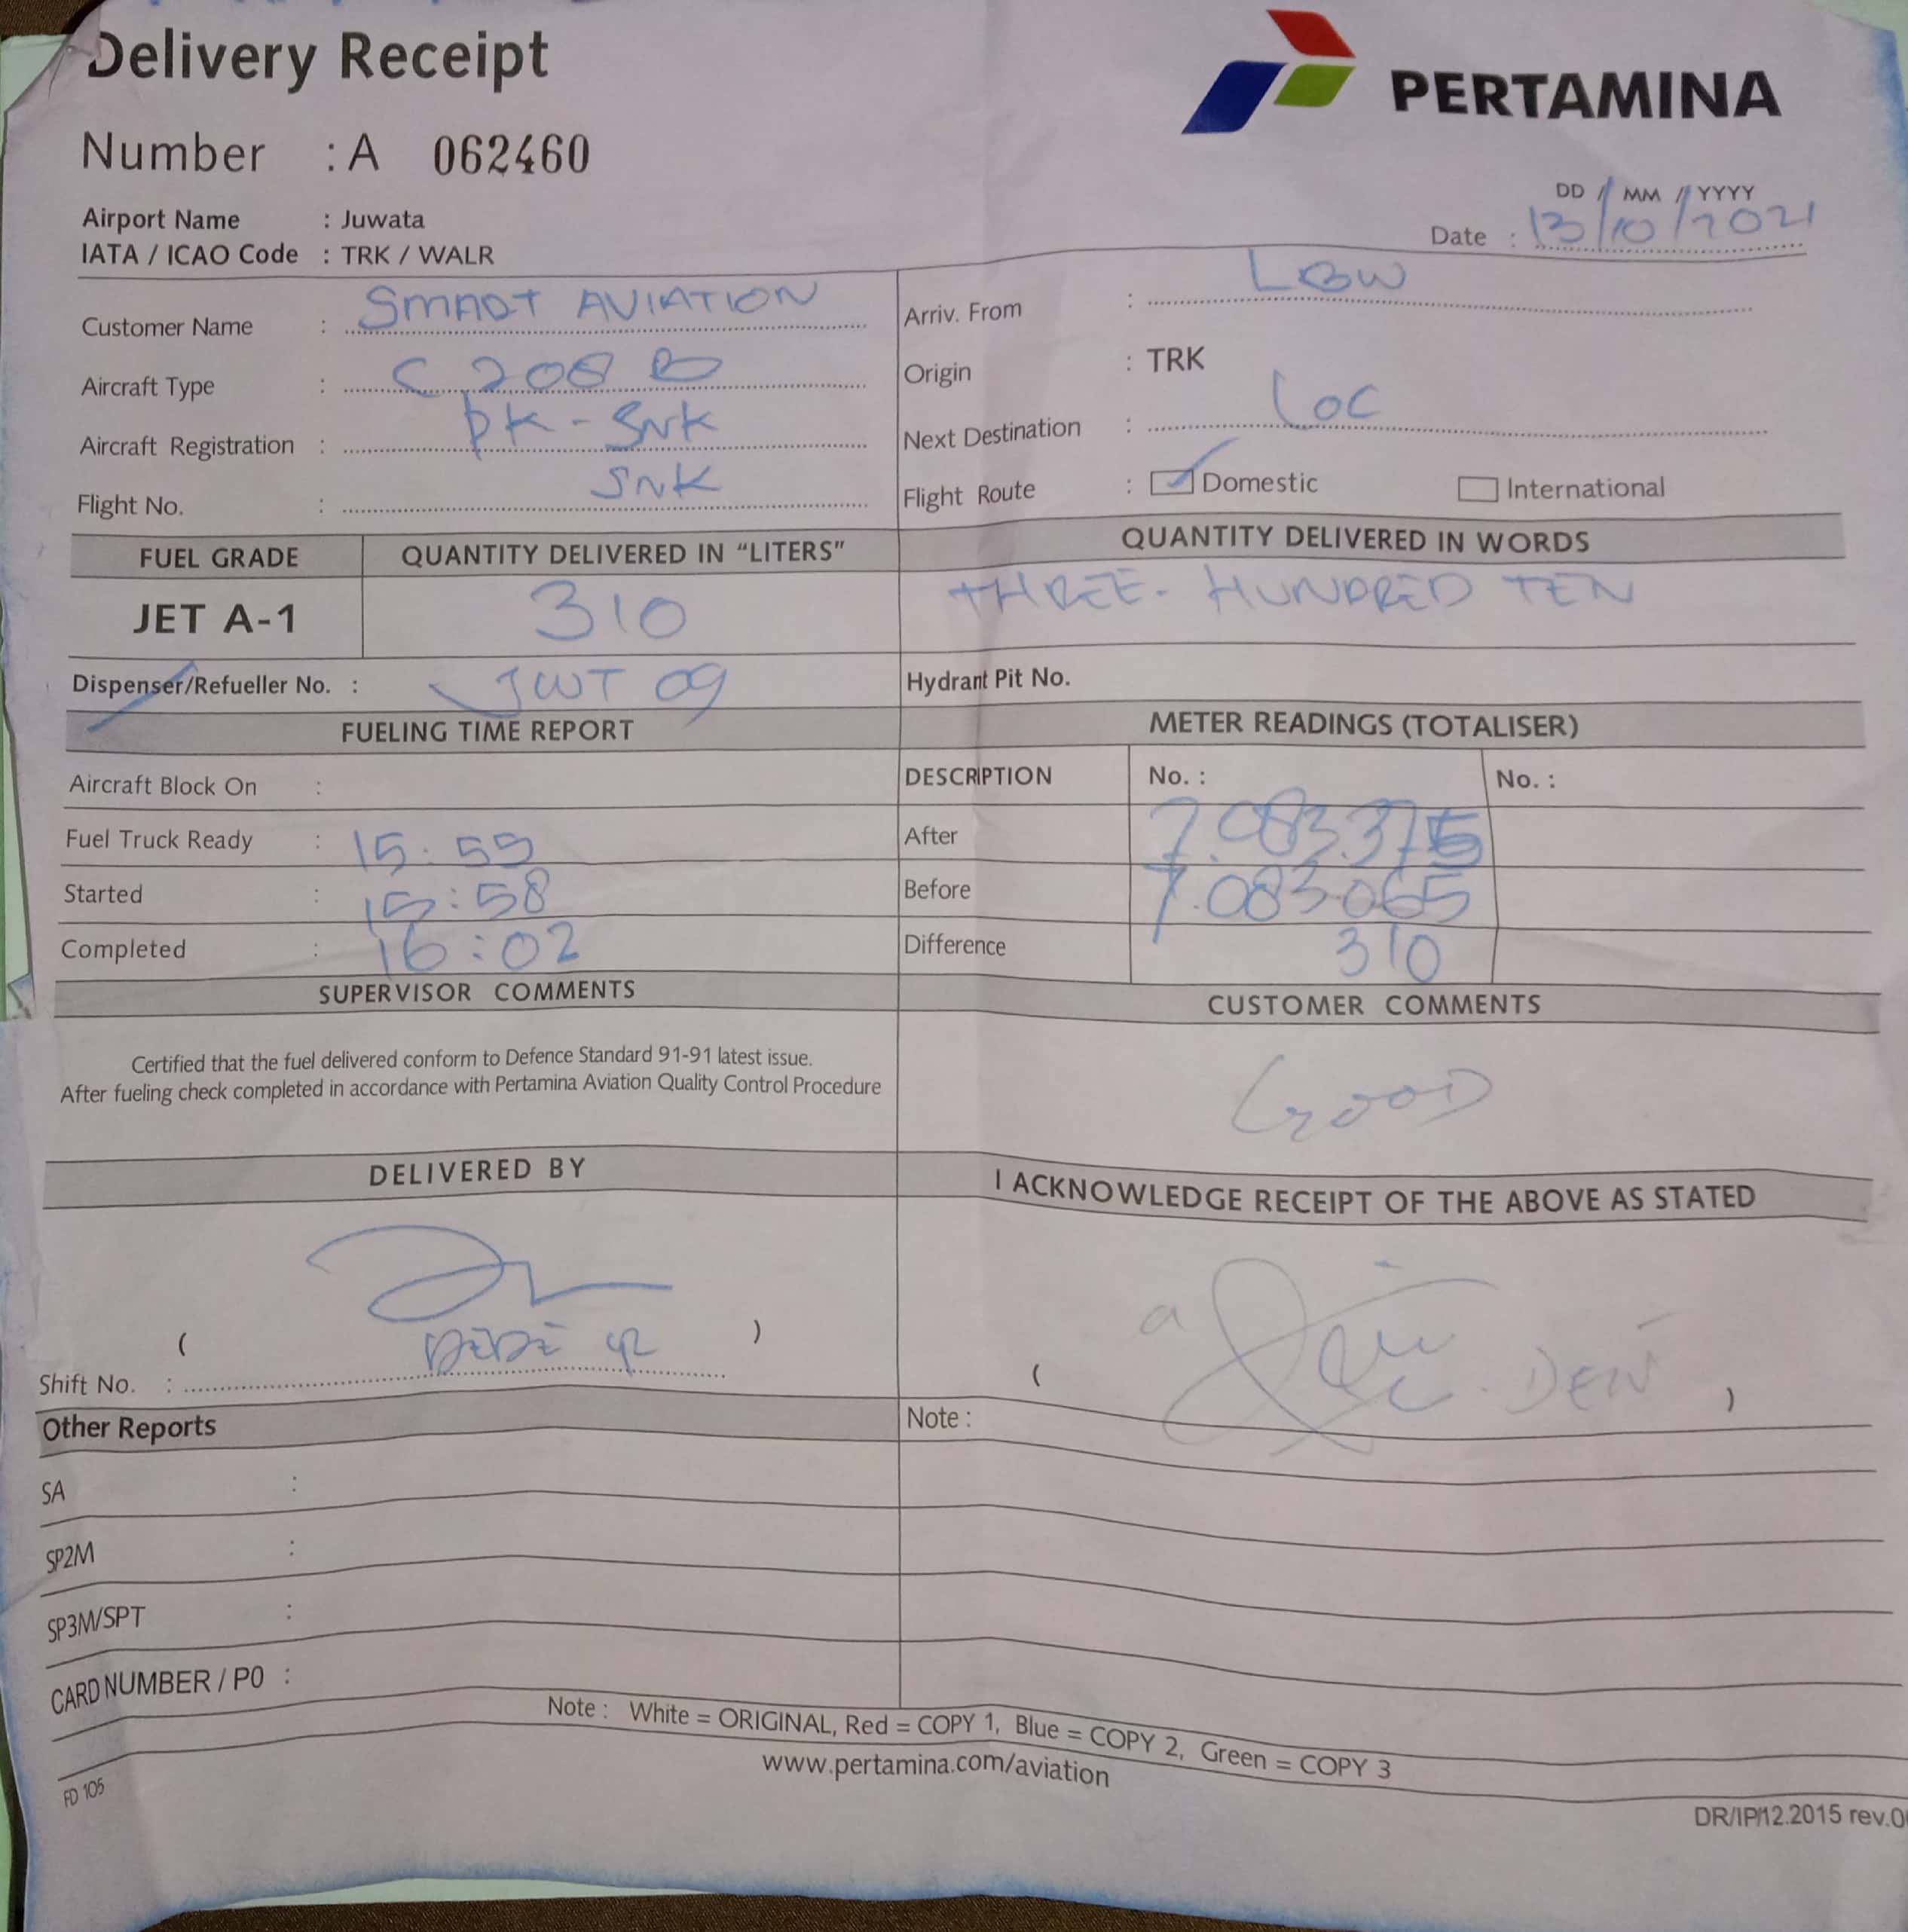 Delivery Receipt
PERTAMINA
Number : A 062460
DD / MM / YYYY
Date : 13/10/2021
Airport Name : Juwata
IATA / ICAO Code : TRK / WALR
Customer Name : SMART AVIATION
Arriv. From : LBW
Aircraft Type : C 208 B
Origin : TRK
Aircraft Registration : PK-SNK
Next Destination : LOC
Flight No. : SNK
Flight Route : Domestic International
FUEL GRADE QUANTITY DELIVERED IN “LITERS” QUANTITY DELIVERED IN WORDS
JET A-1 310 THREE- HUNDRED TEN
Dispenser/Refueller No. : JWT 09 Hydrant Pit No.
FUELING TIME REPORT METER READINGS (TOTALISER)
Aircraft Block On : DESCRIPTION No. : No. :
Fuel Truck Ready : 15:55 After 7.083.375
Started : 15:58 Before 7.083.065
Completed : 16:02 Difference 310
SUPERVISOR COMMENTS CUSTOMER COMMENTS
Certified that the fuel delivered conform to Defence Standard 91-91 latest issue.
After fueling check completed in accordance with Pertamina Aviation Quality Control Procedure
GOOD
DELIVERED BY I ACKNOWLEDGE RECEIPT OF THE ABOVE AS STATED
( )
( )
Shift No. :
Other Reports Note :
SA :
SP2M :
SP3M/SPT :
CARD NUMBER / PO :
Note : White = ORIGINAL, Red = COPY 1, Blue = COPY 2, Green = COPY 3
www.pertamina.com/aviation
FD 105